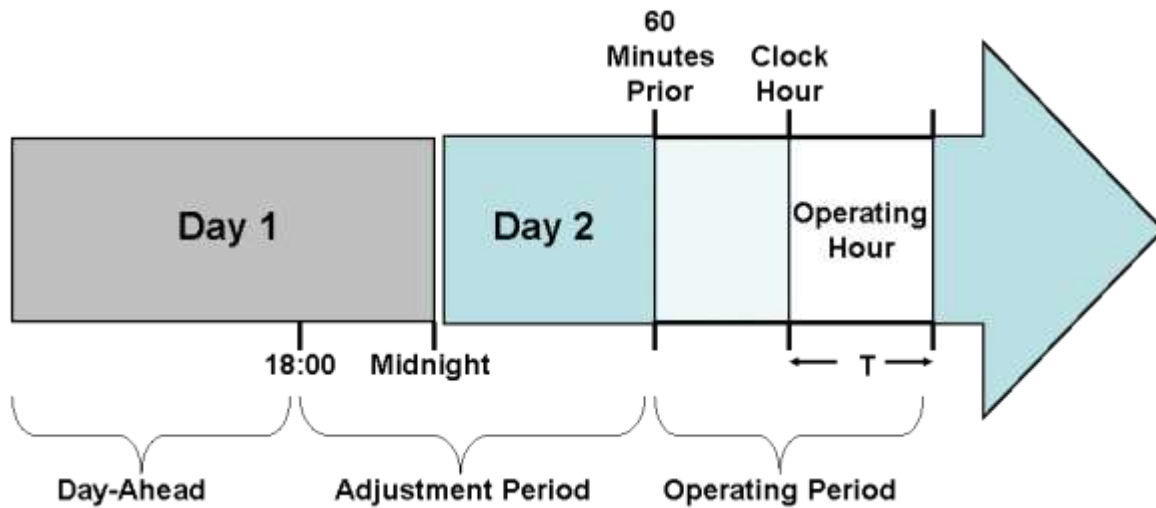 60
Minutes
Prior
Clock
Hour
Day 1
Day 2
Operating
Hour
18:00
Midnight
T
Day-Ahead
Adjustment Period
Operating Period